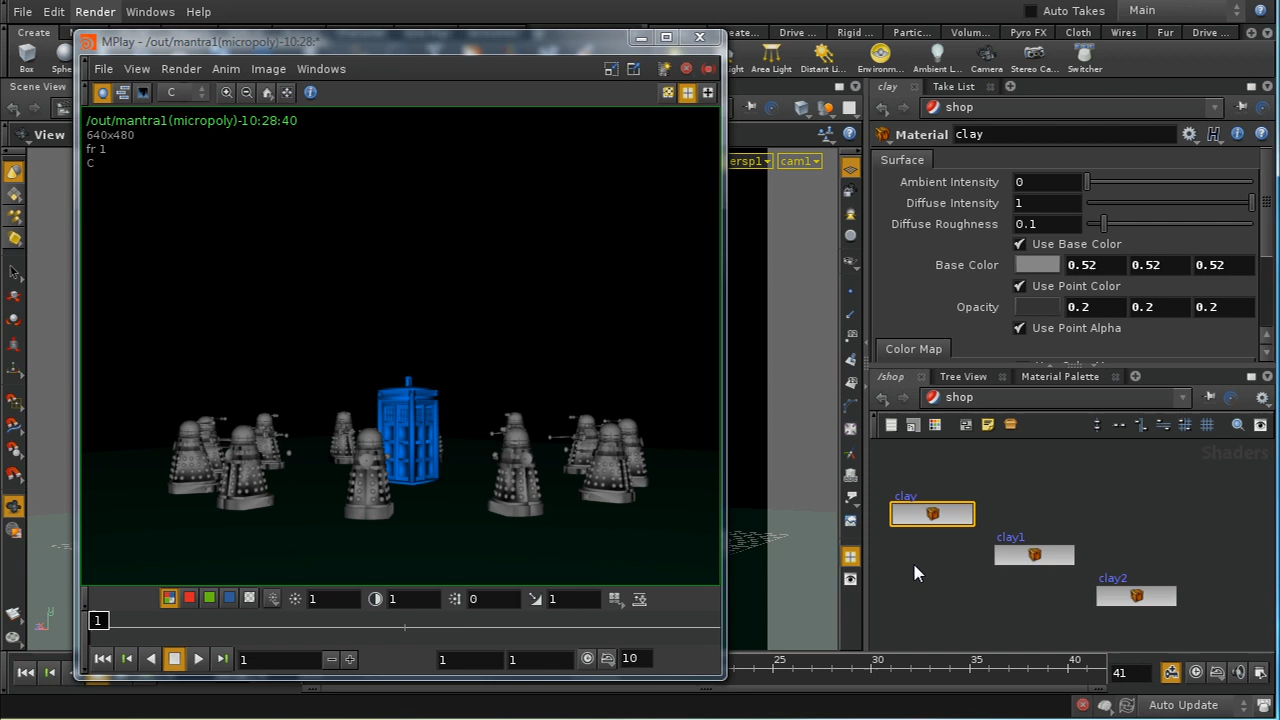 File Edit Render Windows Help
Auto Takes Main
Create
Drive ... Rigid ... Partic... Volum... Pyro FX Cloth Wires Fur Drive ...
Box Sphe
Area Light Distant Li... Environm... Ambient L... Camera Stereo Ca... Switcher
MPlay - /out/mantra1(micropoly)-10:28:*
File View Render Anim Image Windows
C
/out/mantra1(micropoly)-10:28:40
640x480
fr 1
C
1 1 0 1
1
1 1 1 10
Scene View
View
ersp1 cam1
clay Take List
shop
Material clay
Surface
Ambient Intensity 0
Diffuse Intensity 1
Diffuse Roughness 0.1
Use Base Color
Base Color 0.52 0.52 0.52
Use Point Color
Opacity 0.2 0.2 0.2
Use Point Alpha
Color Map
/shop Tree View Material Palette
shop
Shaders
clay
clay1
clay2
25 30 35 40 41
Auto Update